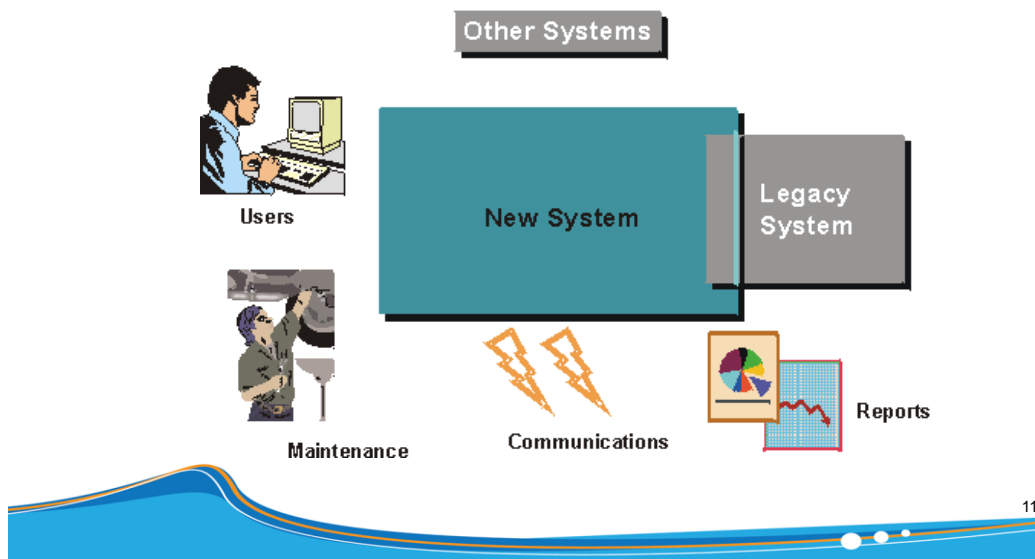 Other Systems
Users
New System
Legacy
System
Maintenance
Communications
Reports
11